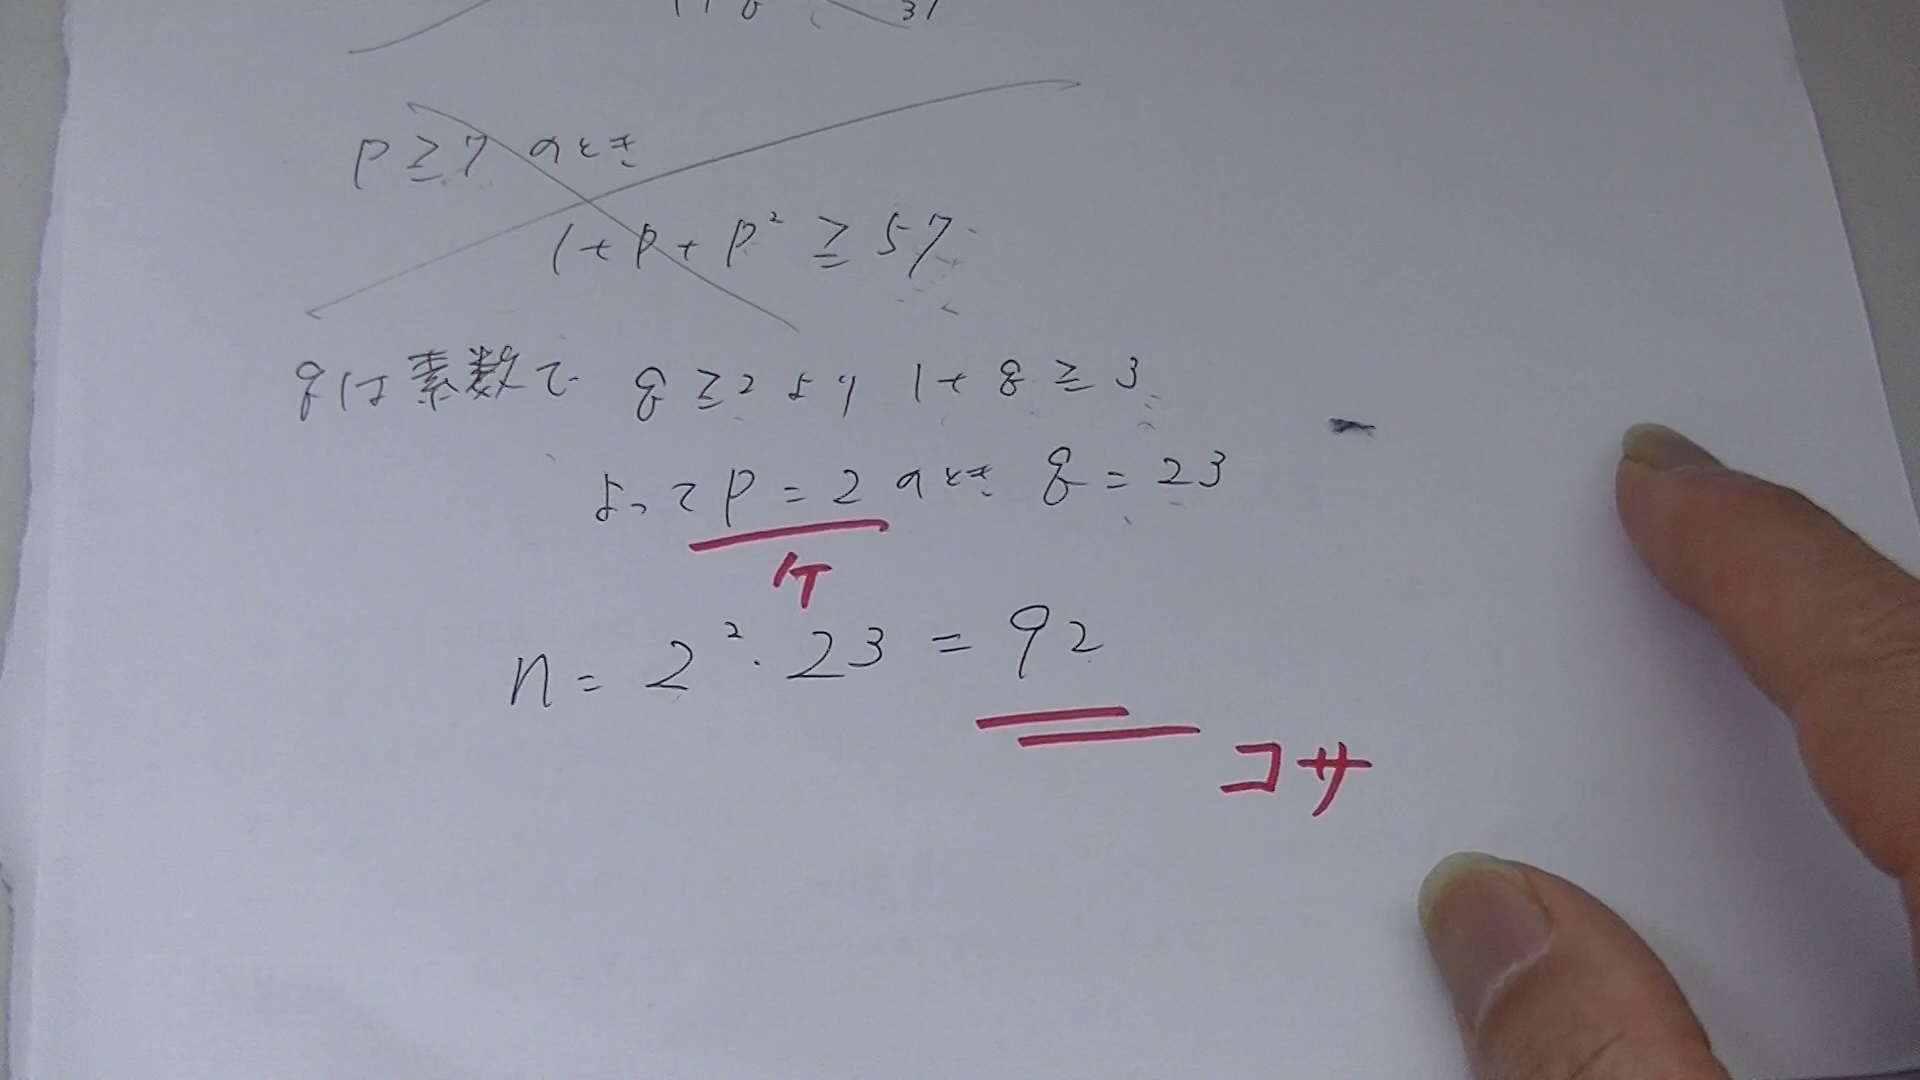 P≥7 のとき
1+P+P²≥57
qは素数で q≥2より 1+q≥3
よってP=2のとき q=23
ケ
n=2²·23=92
コサ